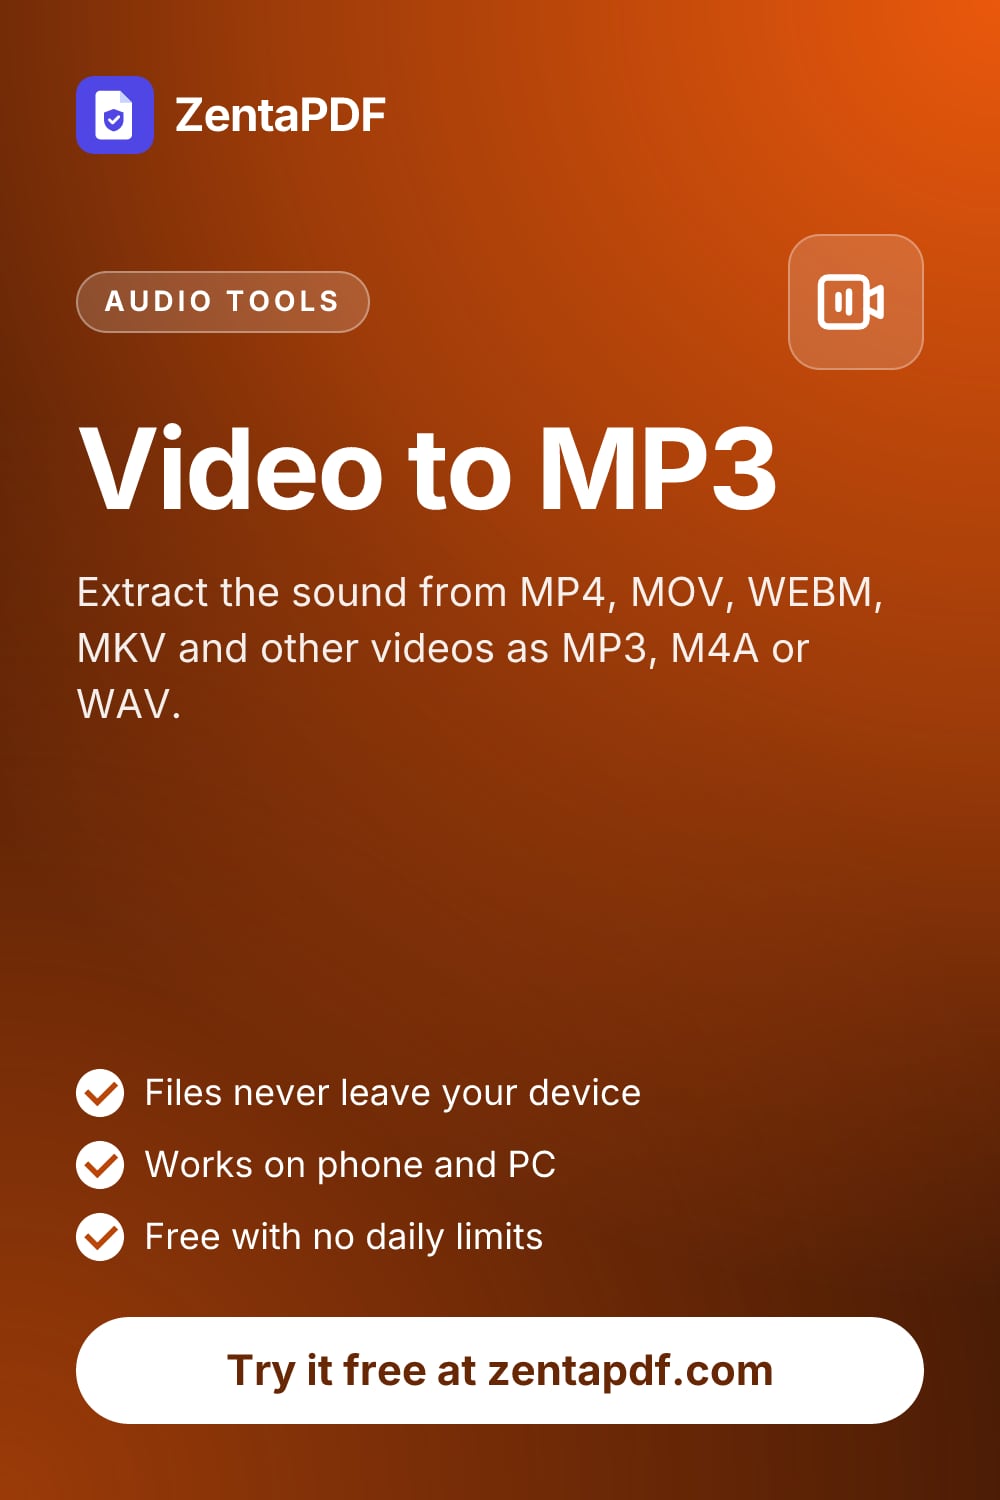 ZentaPDF
AUDIO TOOLS
Video to MP3
Extract the sound from MP4, MOV, WEBM,
MKV and other videos as MP3, M4A or
WAV.
Files never leave your device
Works on phone and PC
Free with no daily limits
Try it free at zentapdf.com